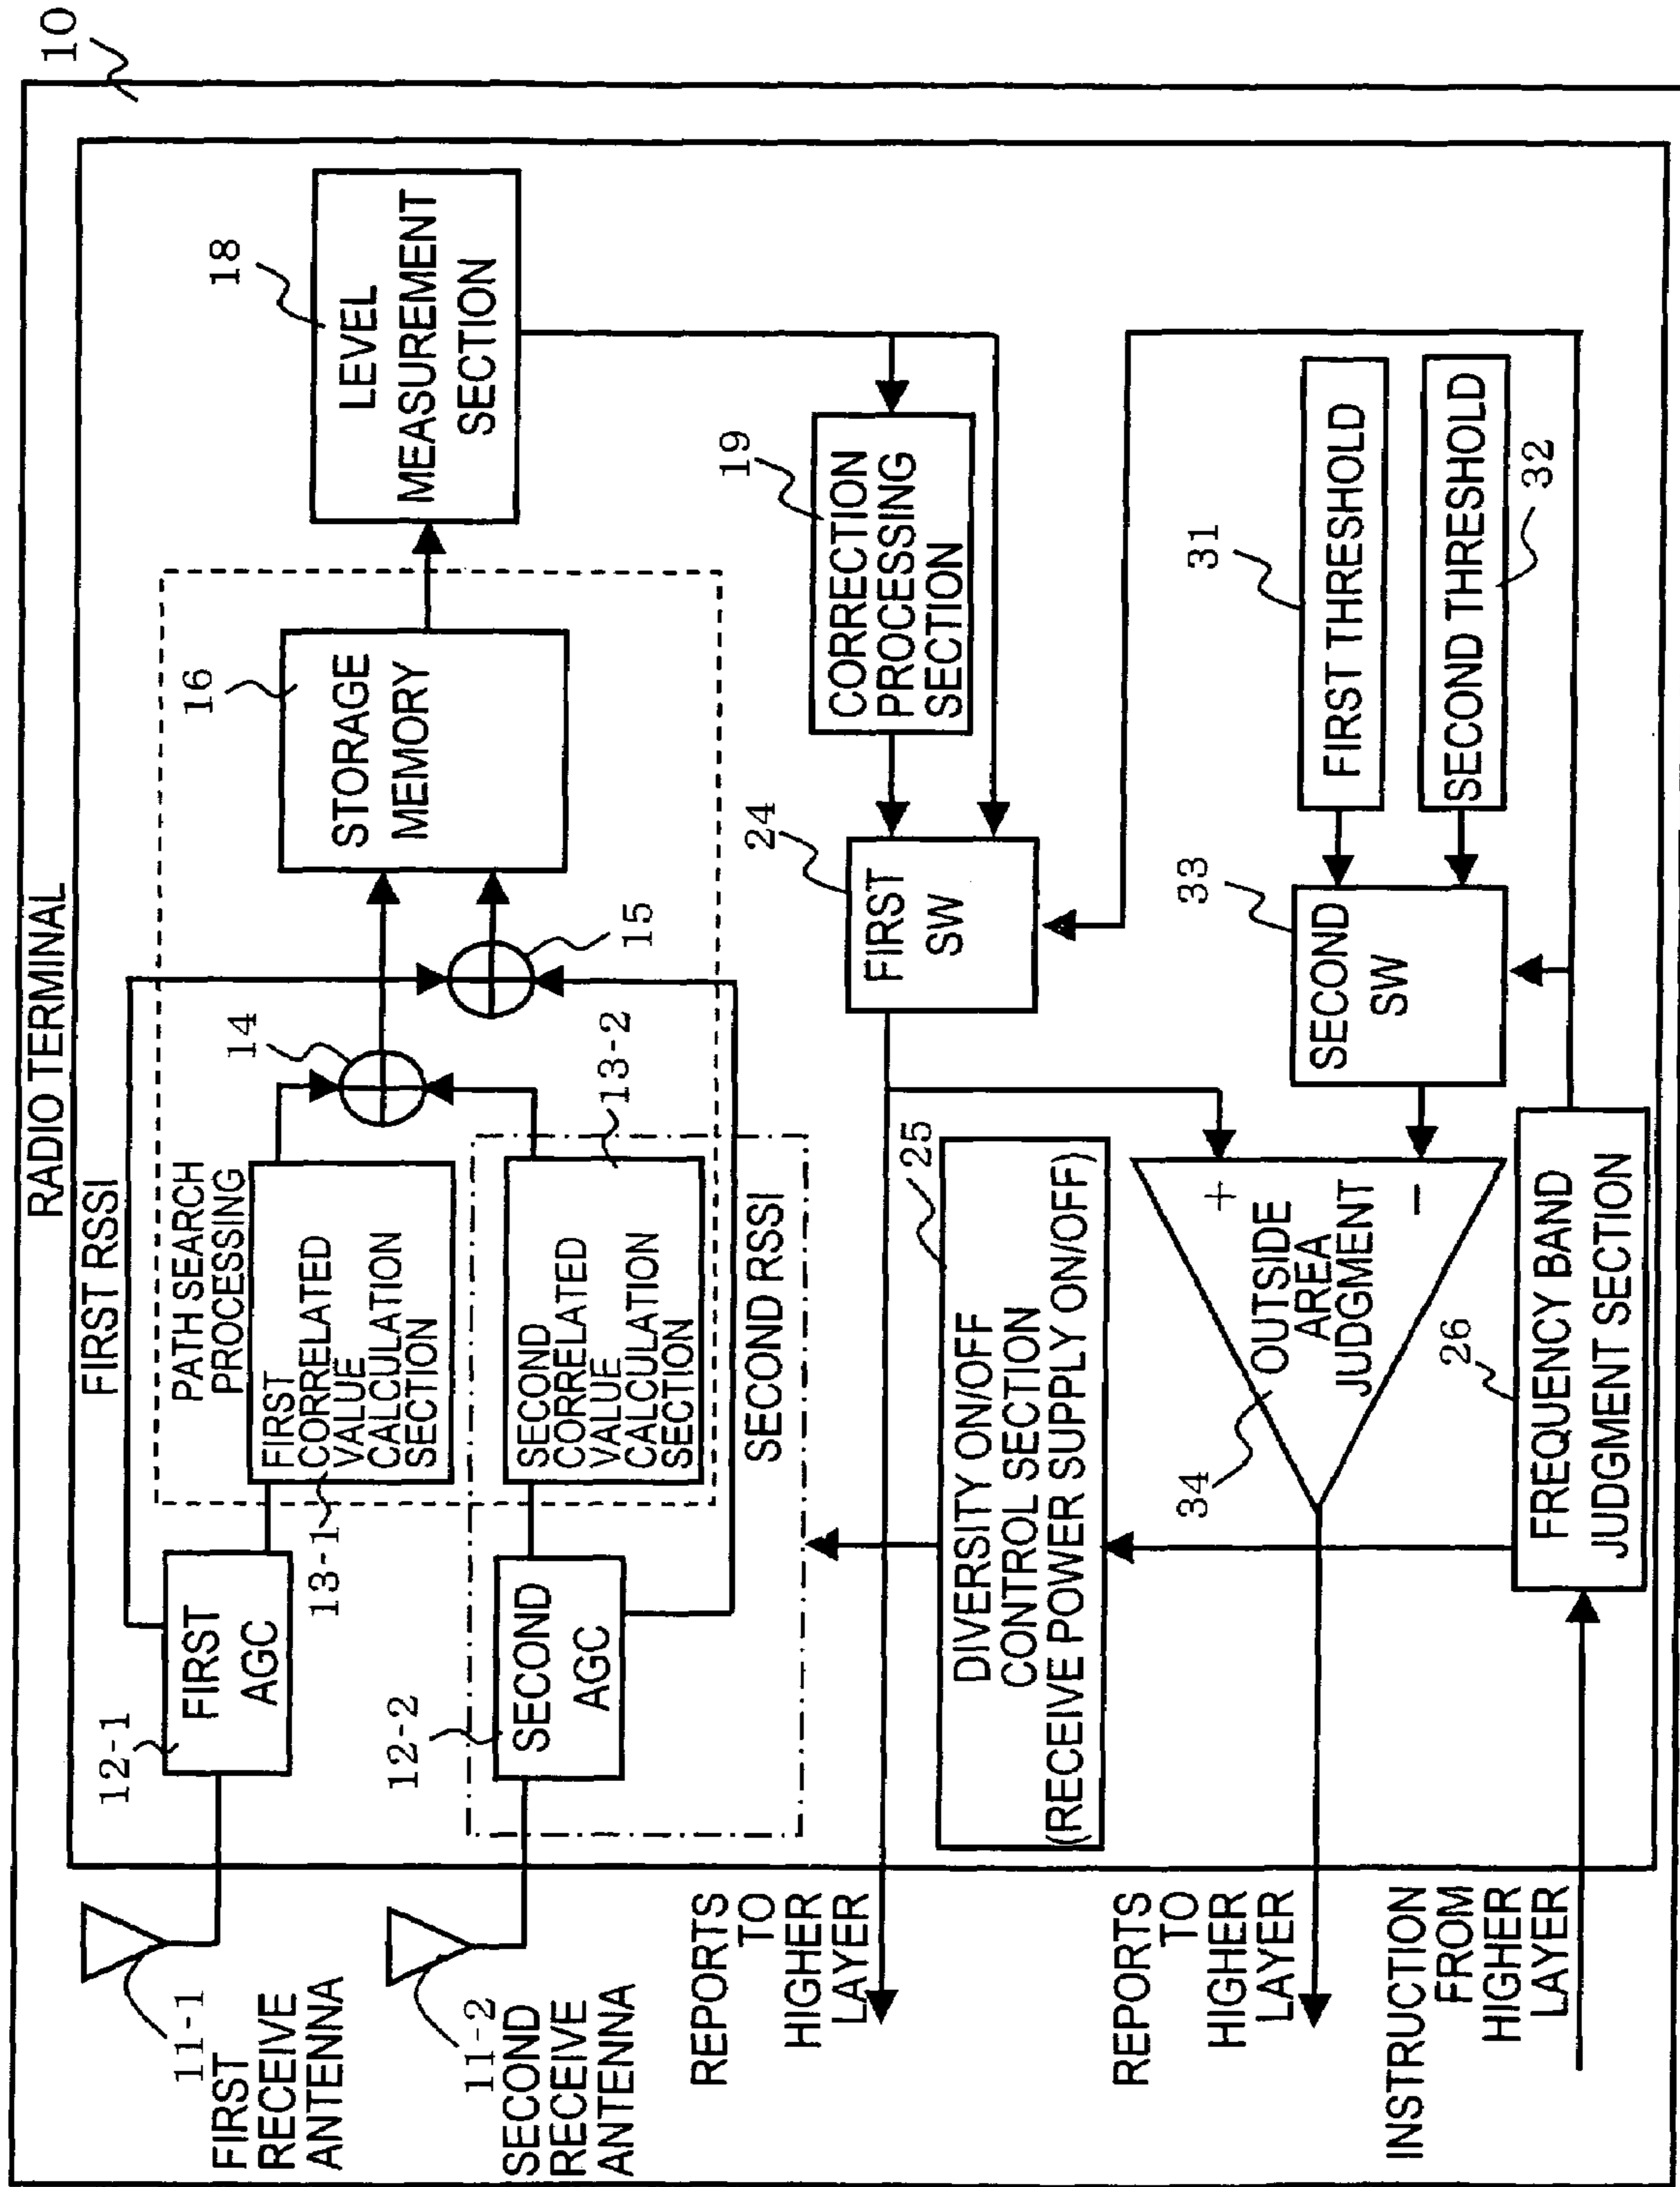 10
RADIO TERMINAL
11-1
FIRST
RECEIVE
ANTENNA
12-1
FIRST
AGC
FIRST RSSI
PATH SEARCH
PROCESSING
13-1
FIRST
CORRELATED
VALUE
CALCULATION
SECTION
14
15
16
STORAGE
MEMORY
18
LEVEL
MEASUREMENT
SECTION
11-2
SECOND
RECEIVE
ANTENNA
12-2
SECOND
AGC
13-2
SECOND
CORRELATED
VALUE
CALCULATION
SECTION
SECOND RSSI
19
CORRECTION
PROCESSING
SECTION
24
FIRST
SW
REPORTS
TO
HIGHER
LAYER
25
DIVERSITY ON/OFF
CONTROL SECTION
(RECEIVE POWER SUPPLY ON/OFF)
31
FIRST THRESHOLD
SECOND THRESHOLD
32
33
SECOND
SW
+
OUTSIDE
AREA
JUDGMENT
−
34
REPORTS
TO
HIGHER
LAYER
26
FREQUENCY BAND
JUDGMENT SECTION
INSTRUCTION
FROM
HIGHER
LAYER